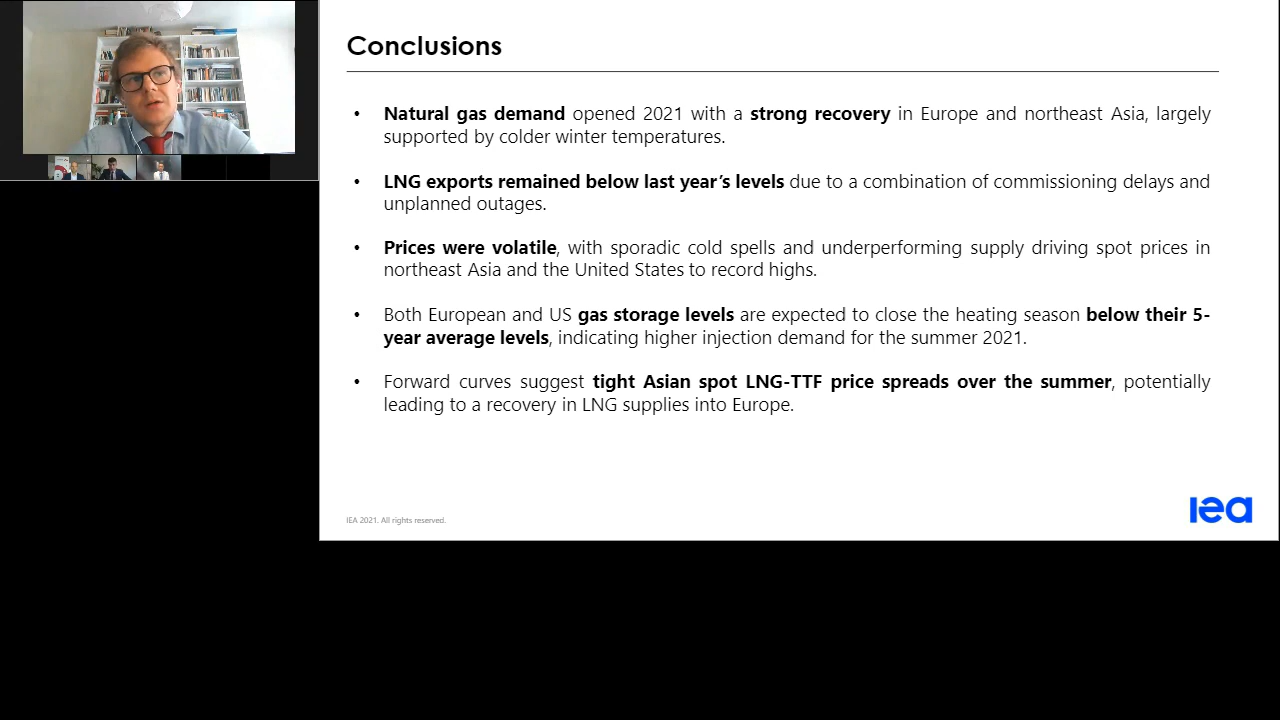 Conclusions
• Natural gas demand opened 2021 with a strong recovery in Europe and northeast Asia, largely
supported by colder winter temperatures.
• LNG exports remained below last year’s levels due to a combination of commissioning delays and
unplanned outages.
• Prices were volatile, with sporadic cold spells and underperforming supply driving spot prices in
northeast Asia and the United States to record highs.
• Both European and US gas storage levels are expected to close the heating season below their 5-
year average levels, indicating higher injection demand for the summer 2021.
• Forward curves suggest tight Asian spot LNG-TTF price spreads over the summer, potentially
leading to a recovery in LNG supplies into Europe.
IEA 2021. All rights reserved.
iea